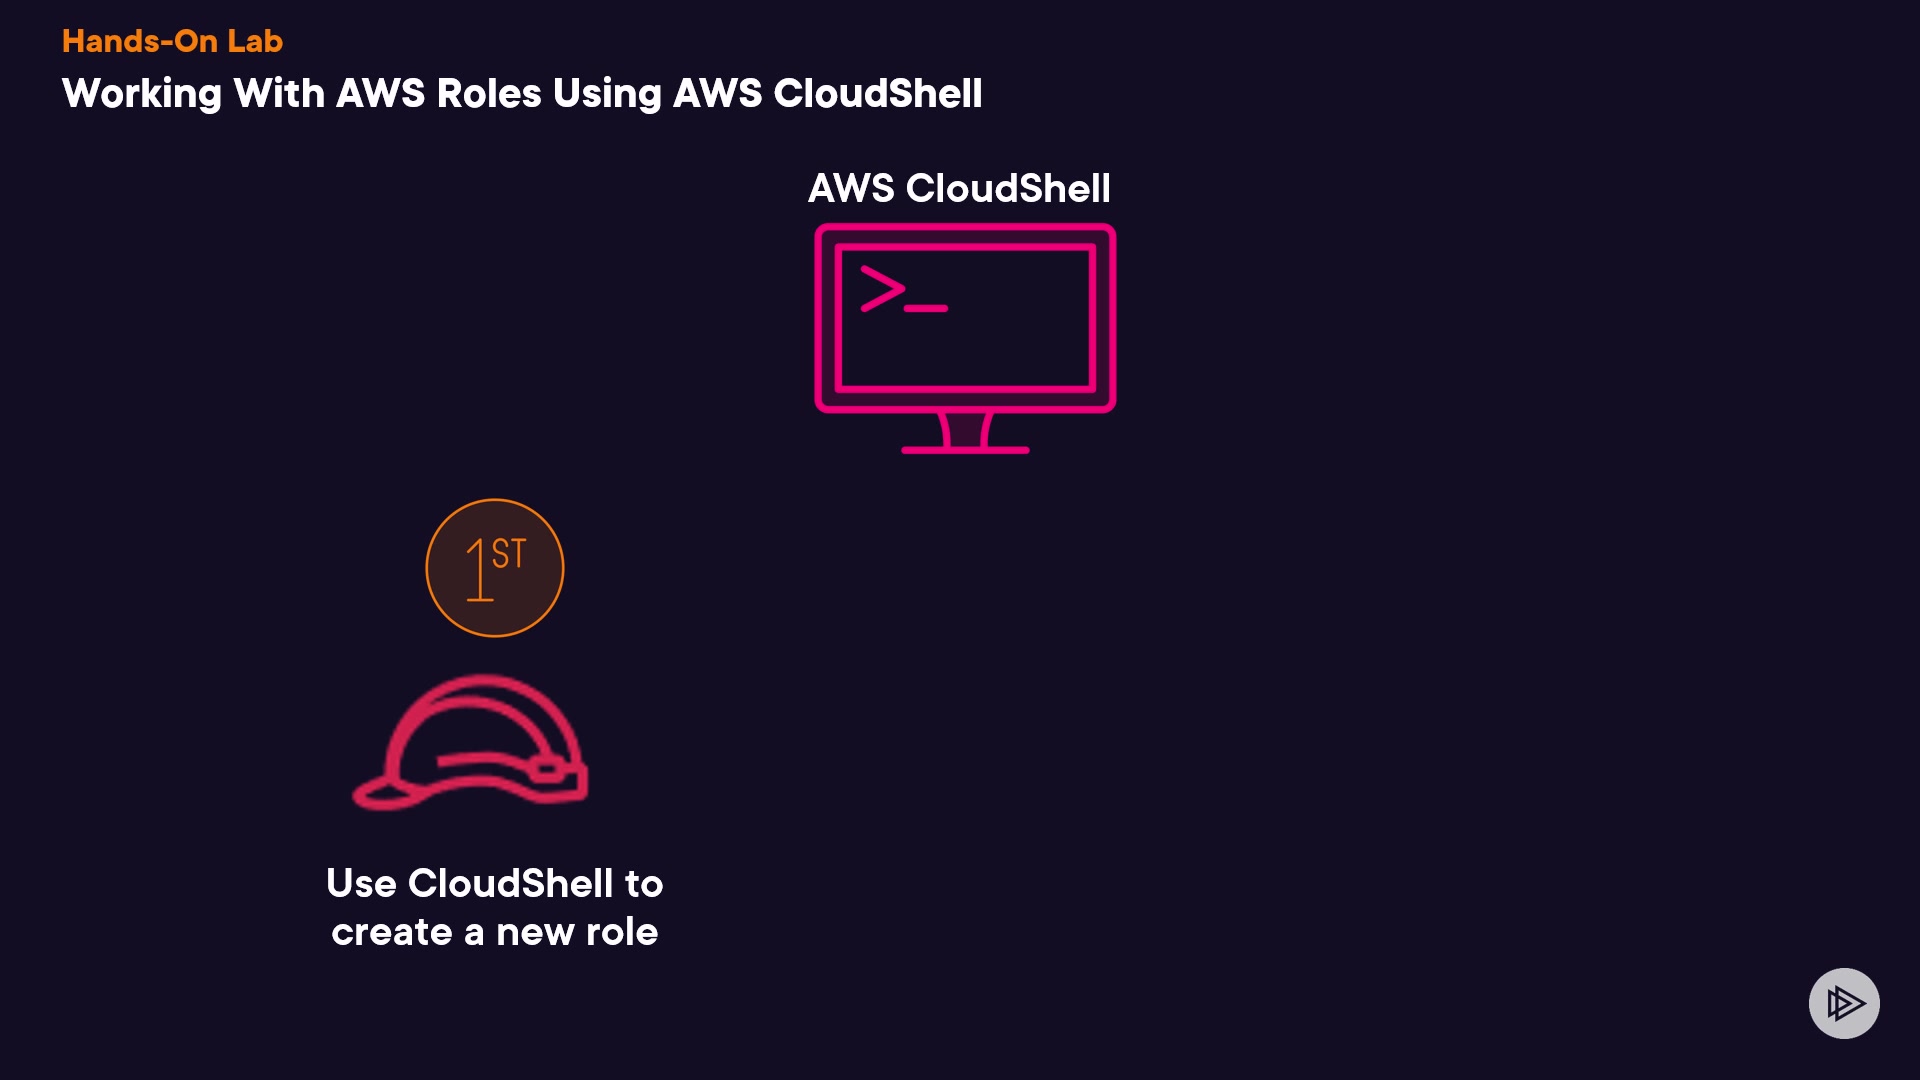 Hands-On Lab
Working With AWS Roles Using AWS CloudShell
AWS CloudShell
>_
1ST
Use CloudShell to
create a new role